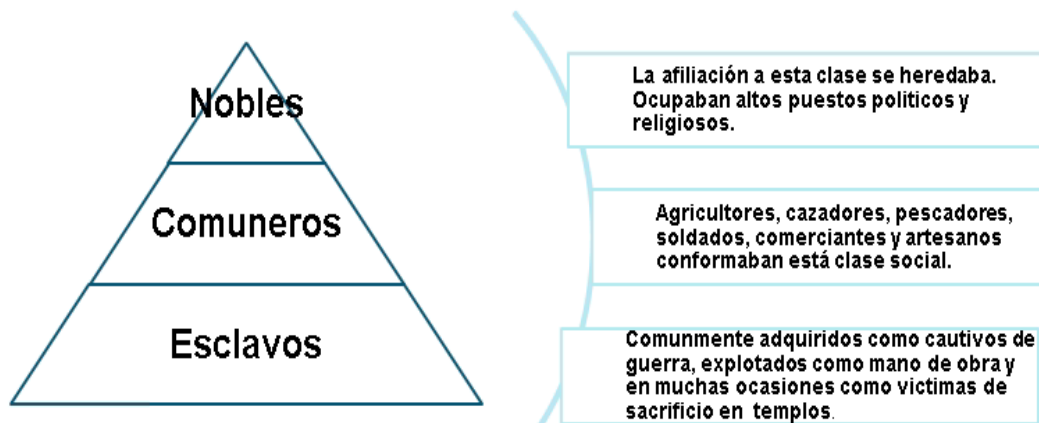 Nobles
La afiliación a esta clase se heredaba.
Ocupaban altos puestos politicos y
religiosos.
Comuneros
Agricultores, cazadores, pescadores,
soldados, comerciantes y artesanos
conformaban está clase social.
Esclavos
Comunmente adquiridos como cautivos de
guerra, explotados como mano de obra y
en muchas ocasiones como victimas de
sacrificio en templos.